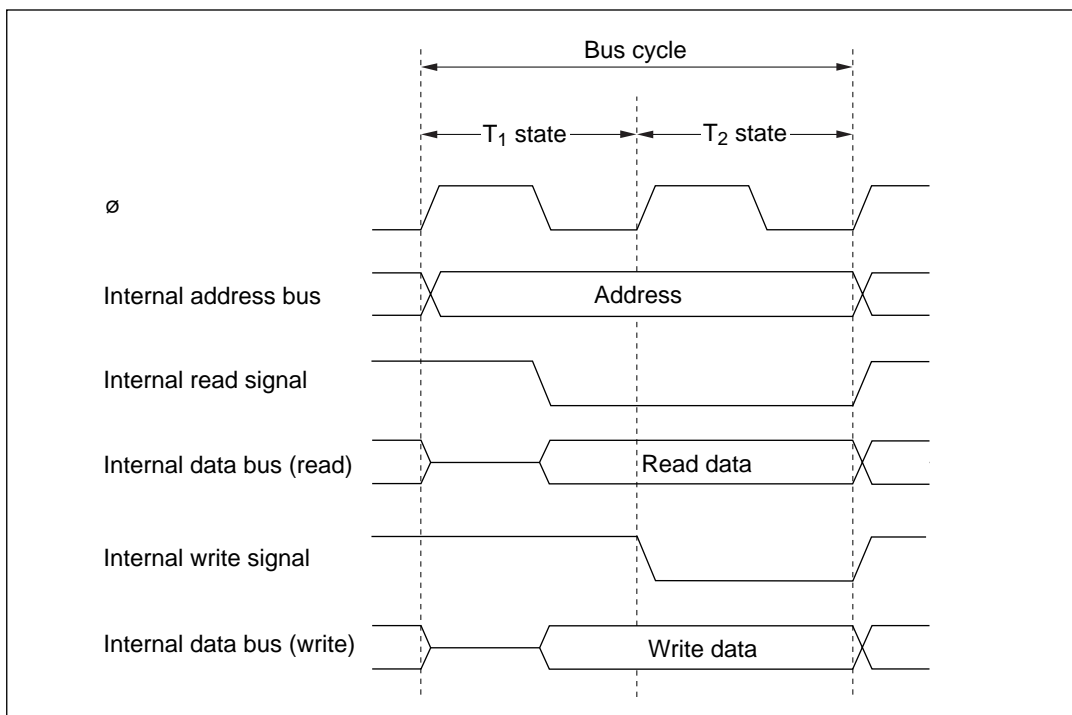 Bus cycle
T₁ state
T₂ state
ø
Internal address bus
Address
Internal read signal
Internal data bus (read)
Read data
Internal write signal
Internal data bus (write)
Write data